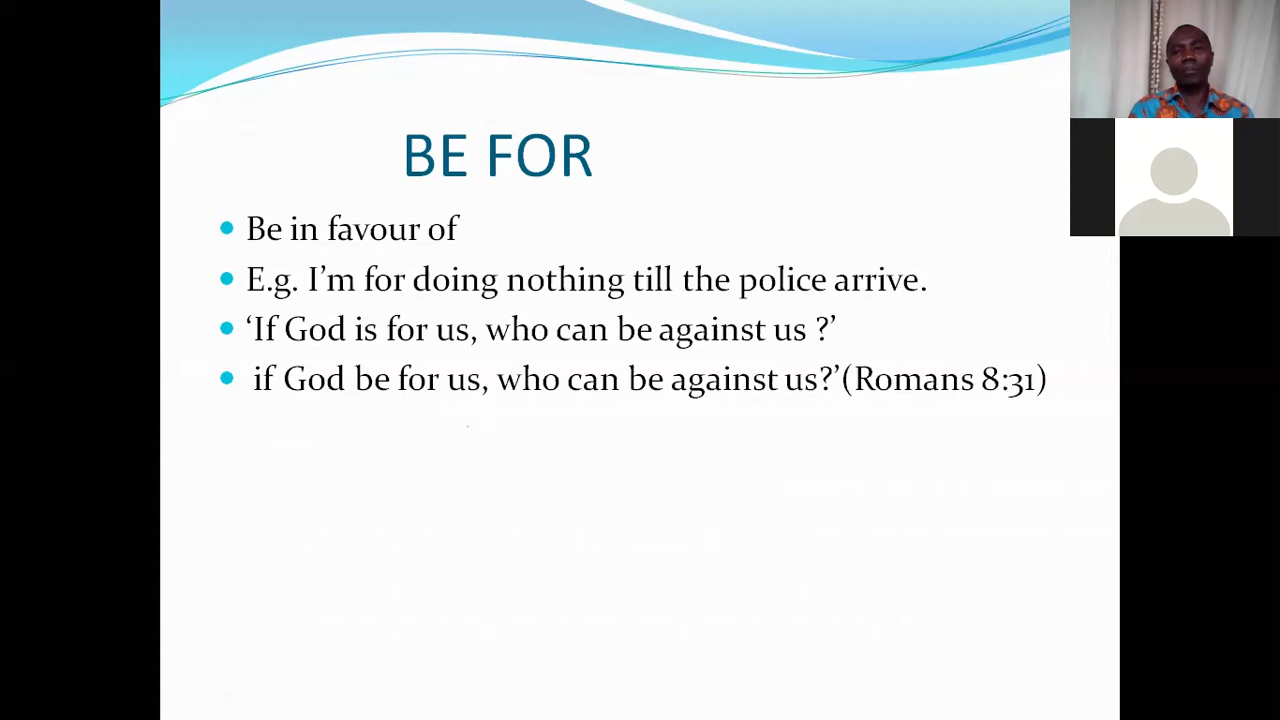 BE FOR
Be in favour of
E.g. I’m for doing nothing till the police arrive.
‘If God is for us, who can be against us ?’
if God be for us, who can be against us?’(Romans 8:31)